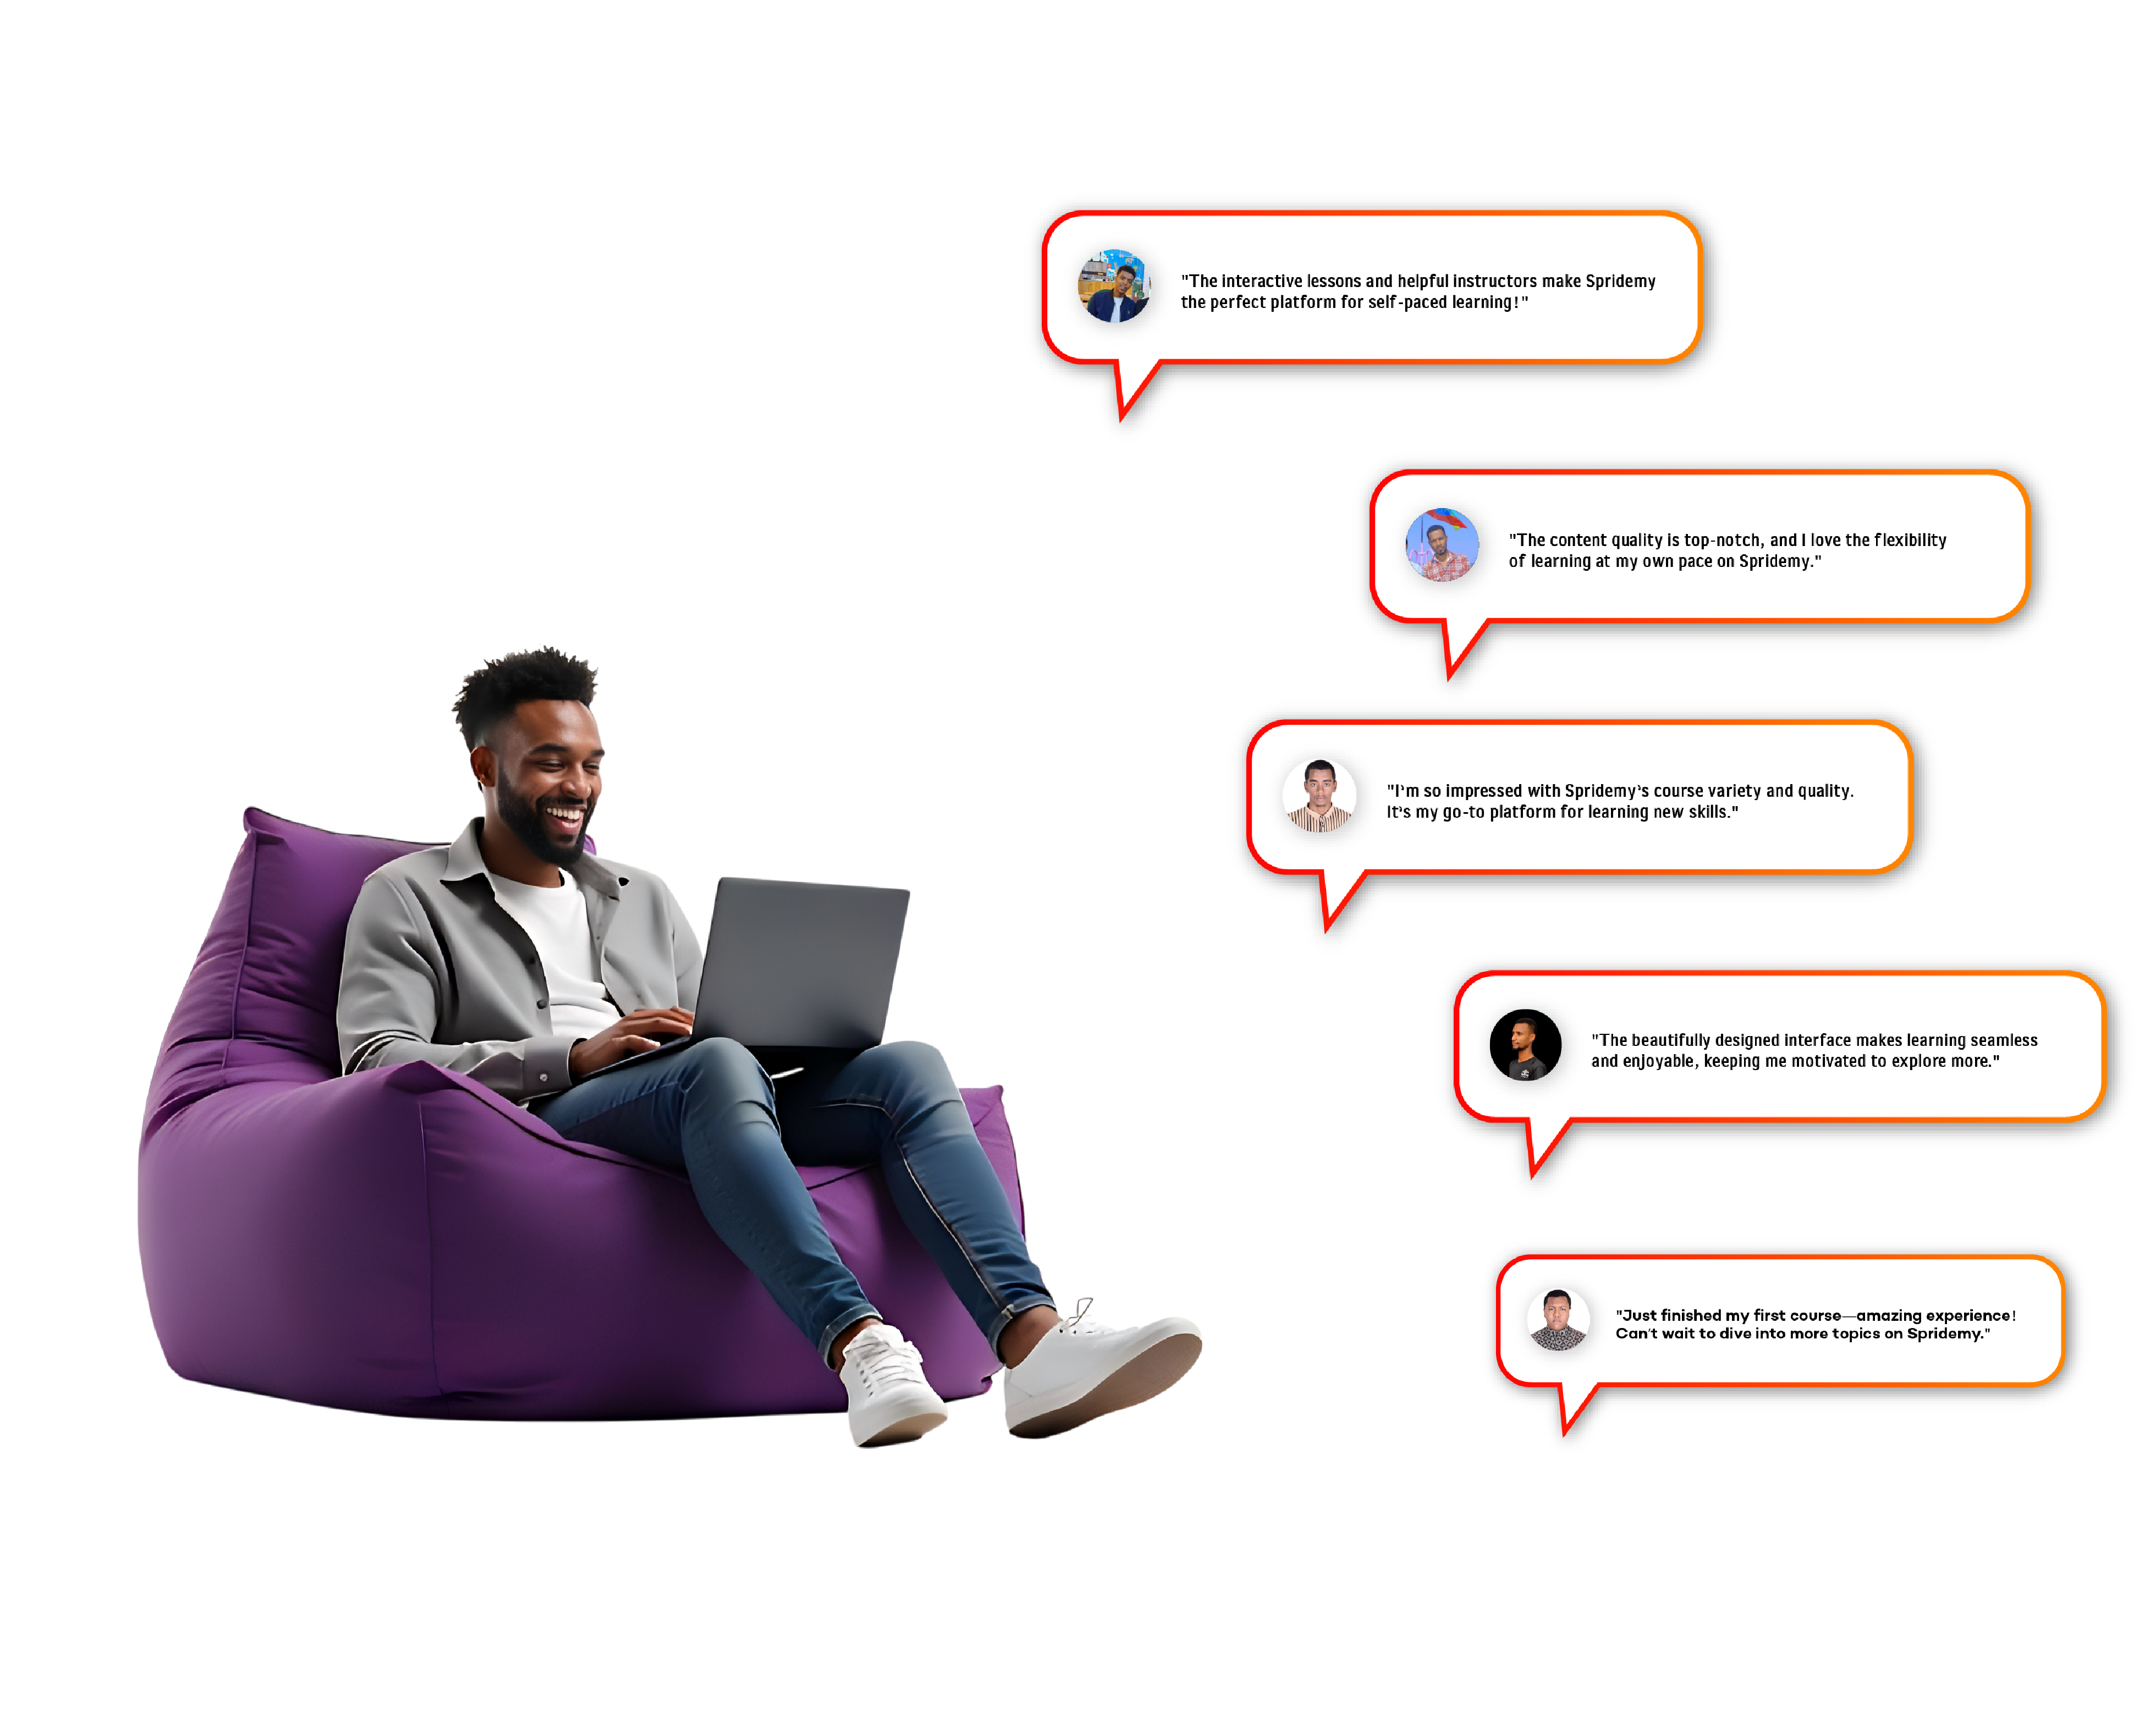 "The interactive lessons and helpful instructors make Spridemy
the perfect platform for self-paced learning!"
"The content quality is top-notch, and I love the flexibility
of learning at my own pace on Spridemy."
"I'm so impressed with Spridemy's course variety and quality.
It's my go-to platform for learning new skills."
"The beautifully designed interface makes learning seamless
and enjoyable, keeping me motivated to explore more."
"Just finished my first course—amazing experience!
Can't wait to dive into more topics on Spridemy."